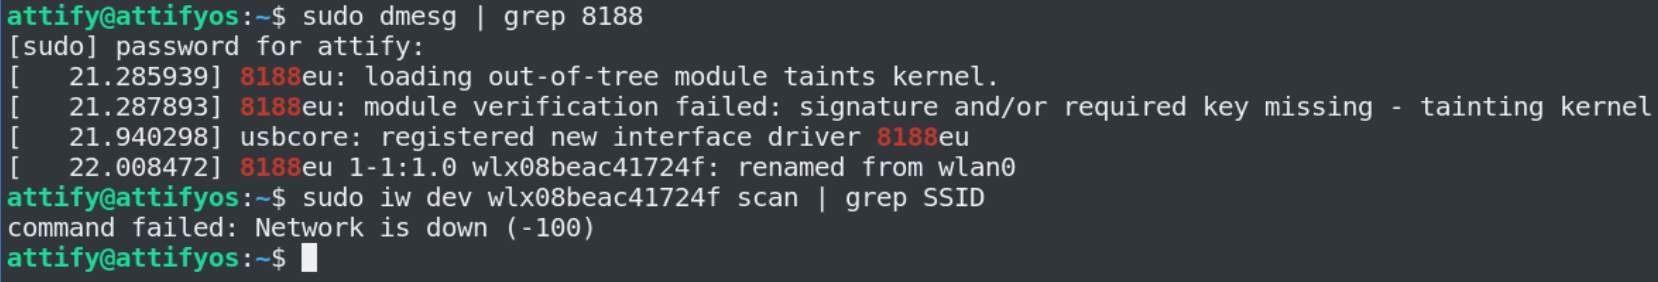 attify@attifyos:~$ sudo dmesg | grep 8188
[sudo] password for attify:
[   21.285939] 8188eu: loading out-of-tree module taints kernel.
[   21.287893] 8188eu: module verification failed: signature and/or required key missing - tainting kernel
[   21.940298] usbcore: registered new interface driver 8188eu
[   22.008472] 8188eu 1-1:1.0 wlx08beac41724f: renamed from wlan0
attify@attifyos:~$ sudo iw dev wlx08beac41724f scan | grep SSID
command failed: Network is down (-100)
attify@attifyos:~$